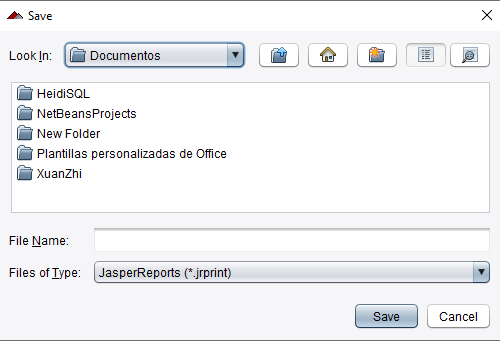 Save
Look In: Documentos
HeidiSQL
NetBeansProjects
New Folder
Plantillas personalizadas de Office
XuanZhi
File Name:
Files of Type: JasperReports (*.jrprint)
Save Cancel